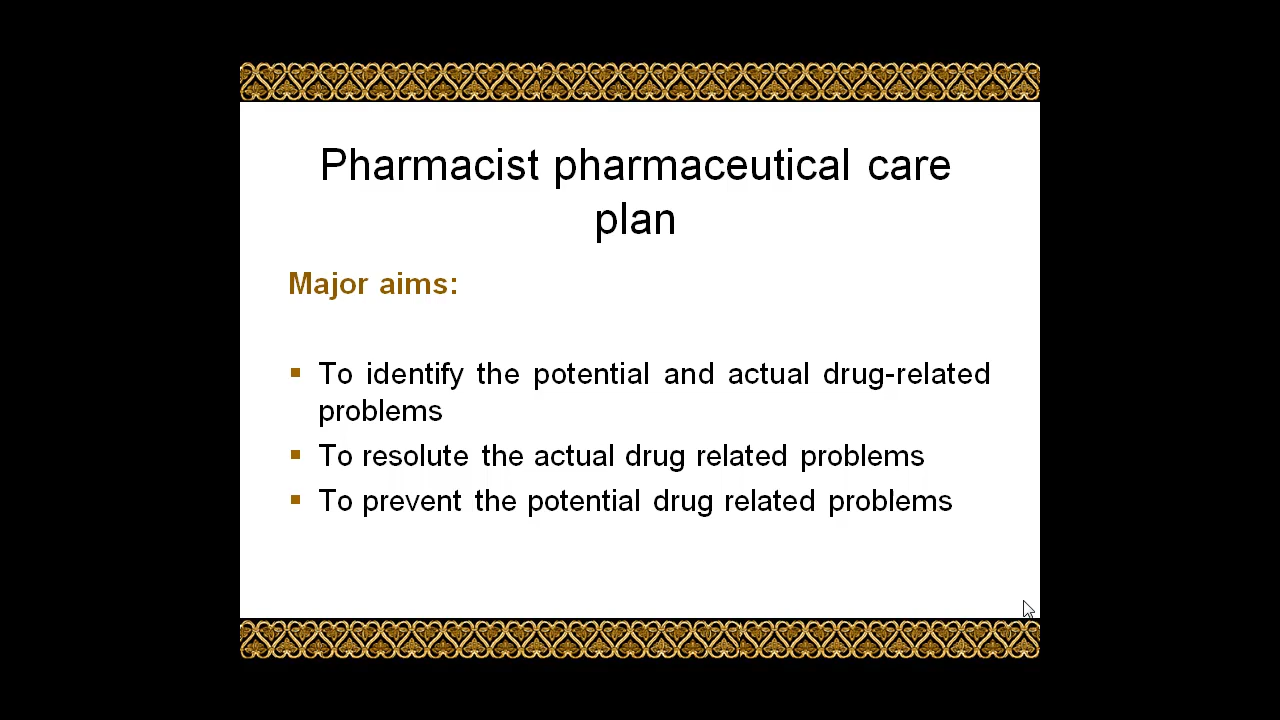 Pharmacist pharmaceutical care
plan
Major aims:
▪ To identify the potential and actual drug-related
problems
▪ To resolute the actual drug related problems
▪ To prevent the potential drug related problems